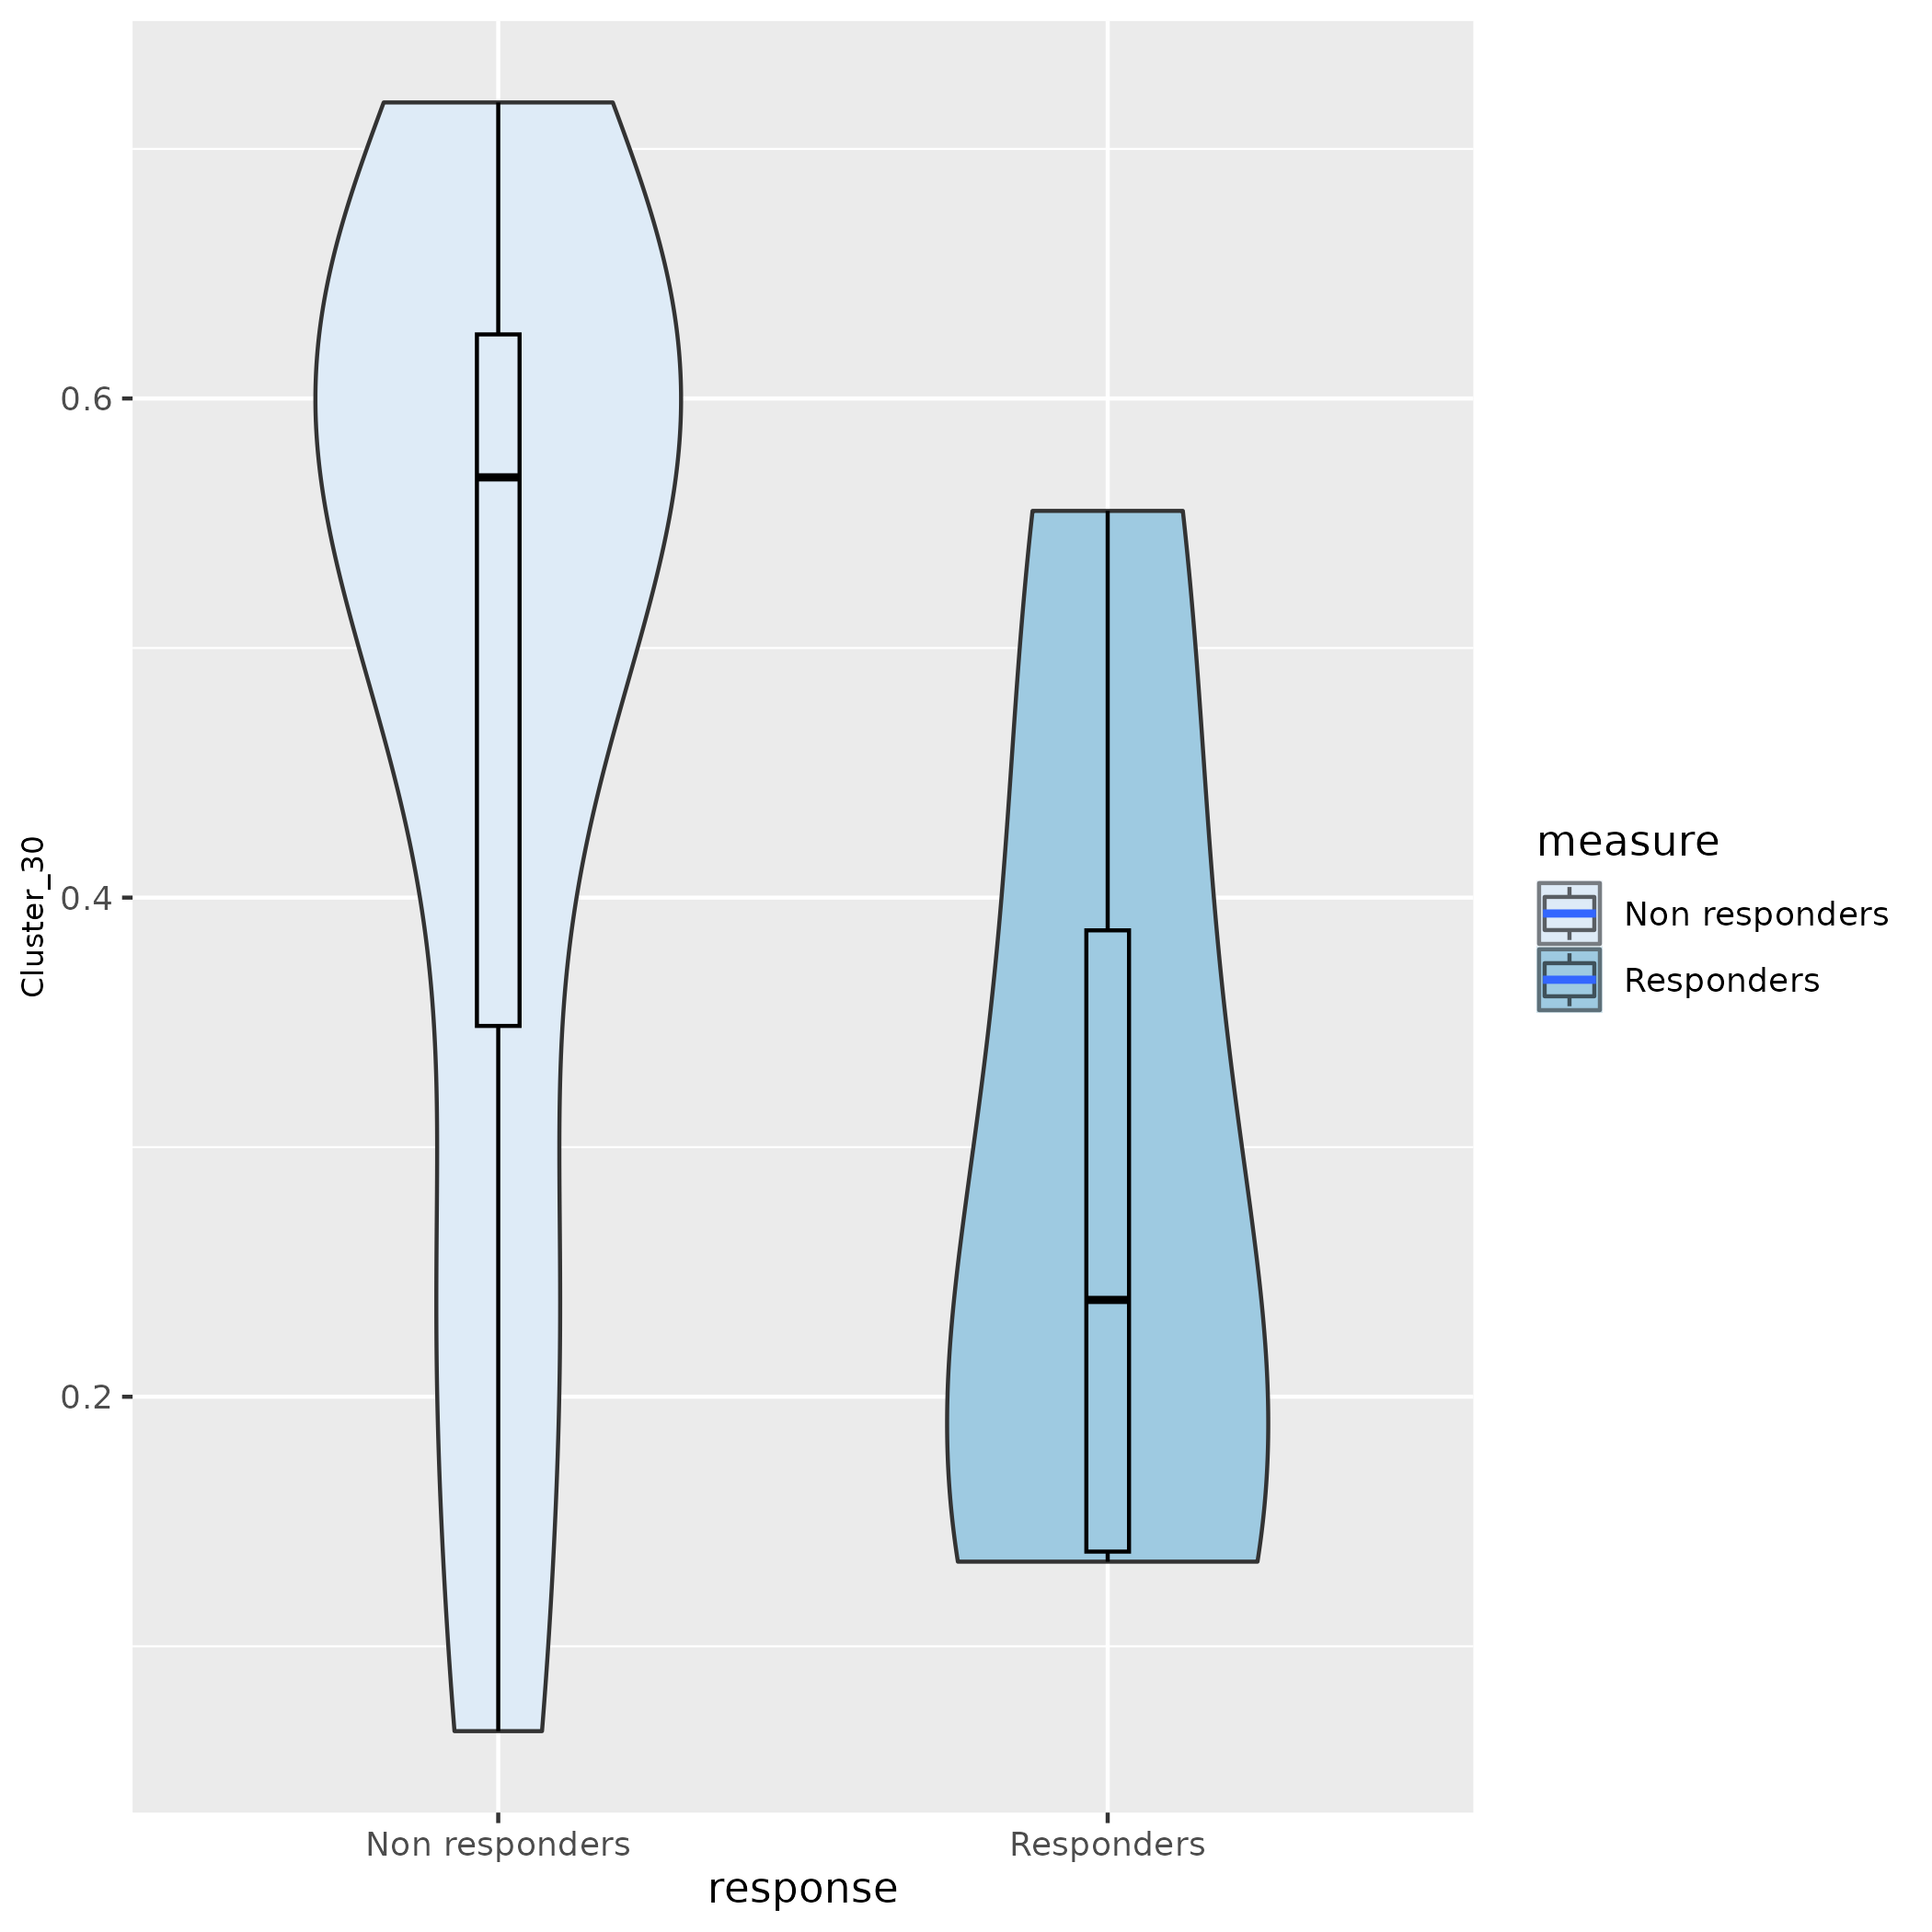 Cluster_30
0.6
0.4
0.2
Non responders
Responders
response
measure
Non responders
Responders